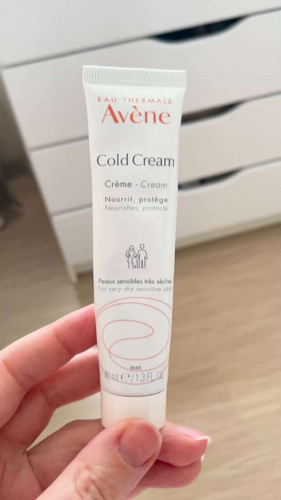 EAU THERMALE
Avène
Cold Cream
Crème - Cream
Nourrit, protège
Nourishes, protects
Peaux sensibles très sèches
For very dry sensitive skin
PARIS
40 ml e / 1.3 FL.OZ